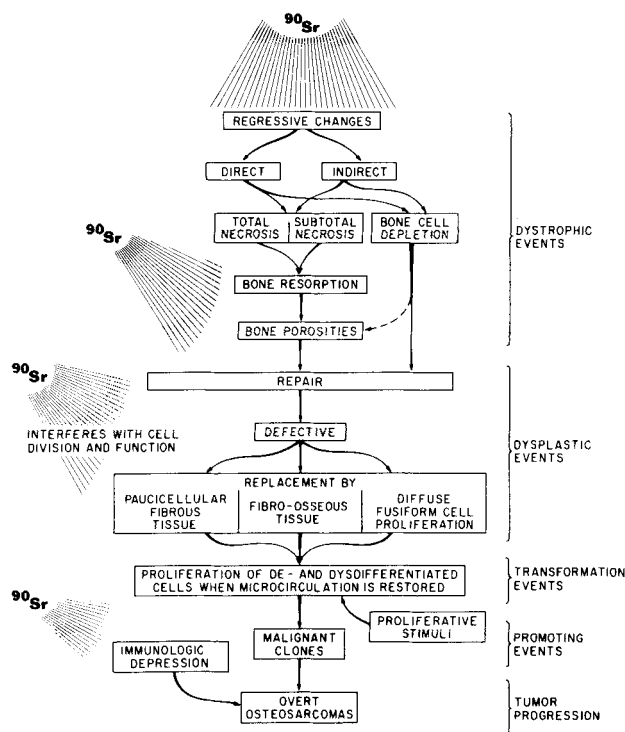 90Sr
REGRESSIVE CHANGES
DIRECT
INDIRECT
TOTAL NECROSIS
SUBTOTAL NECROSIS
BONE CELL DEPLETION
DYSTROPHIC EVENTS
90Sr
BONE RESORPTION
BONE POROSITIES
REPAIR
90Sr
INTERFERES WITH CELL
DIVISION AND FUNCTION
DEFECTIVE
DYSPLASTIC
EVENTS
REPLACEMENT BY
PAUCICELLULAR
FIBROUS
TISSUE
FIBRO-OSSEOUS
TISSUE
DIFFUSE
FUSIFORM CELL
PROLIFERATION
PROLIFERATION OF DE- AND DYSDIFFERENTIATED
CELLS WHEN MICROCIRCULATION IS RESTORED
TRANSFORMATION
EVENTS
90Sr
PROLIFERATIVE
STIMULI
MALIGNANT
CLONES
PROMOTING
EVENTS
IMMUNOLOGIC
DEPRESSION
OVERT
OSTEOSARCOMAS
TUMOR
PROGRESSION